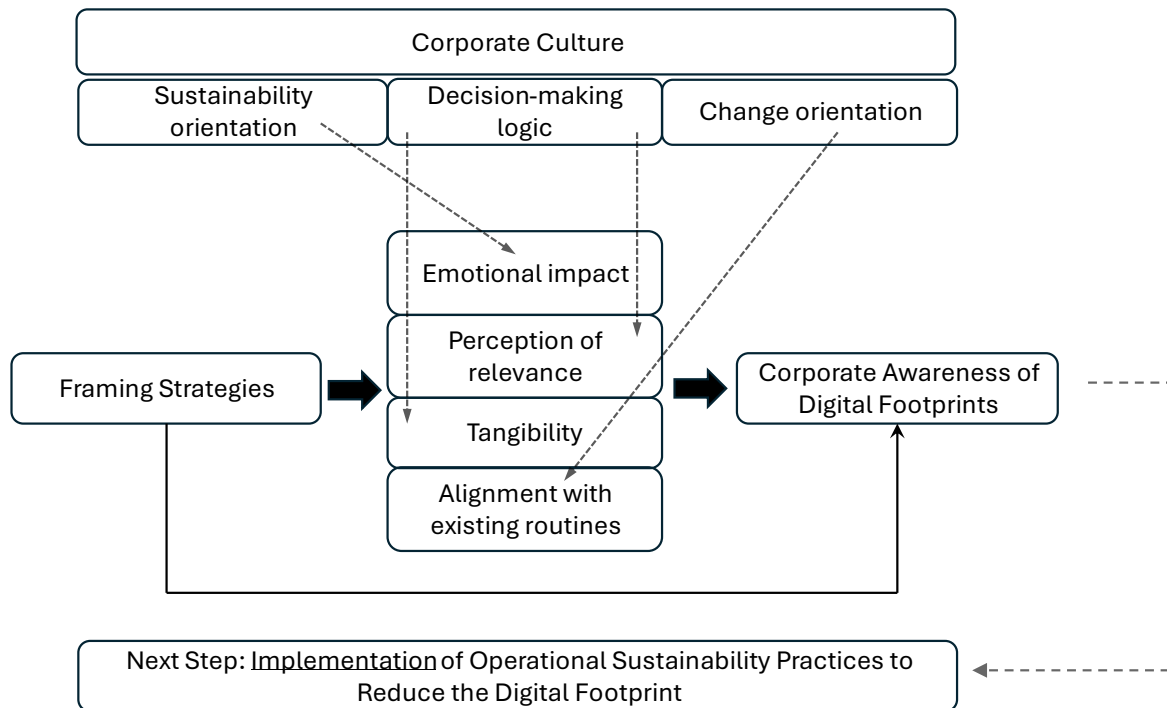 Corporate Culture
Sustainability
orientation
Decision-making
logic
Change orientation
Emotional impact
Perception of
relevance
Tangibility
Alignment with
existing routines
Framing Strategies
Corporate Awareness of
Digital Footprints
Next Step: Implementation of Operational Sustainability Practices to
Reduce the Digital Footprint